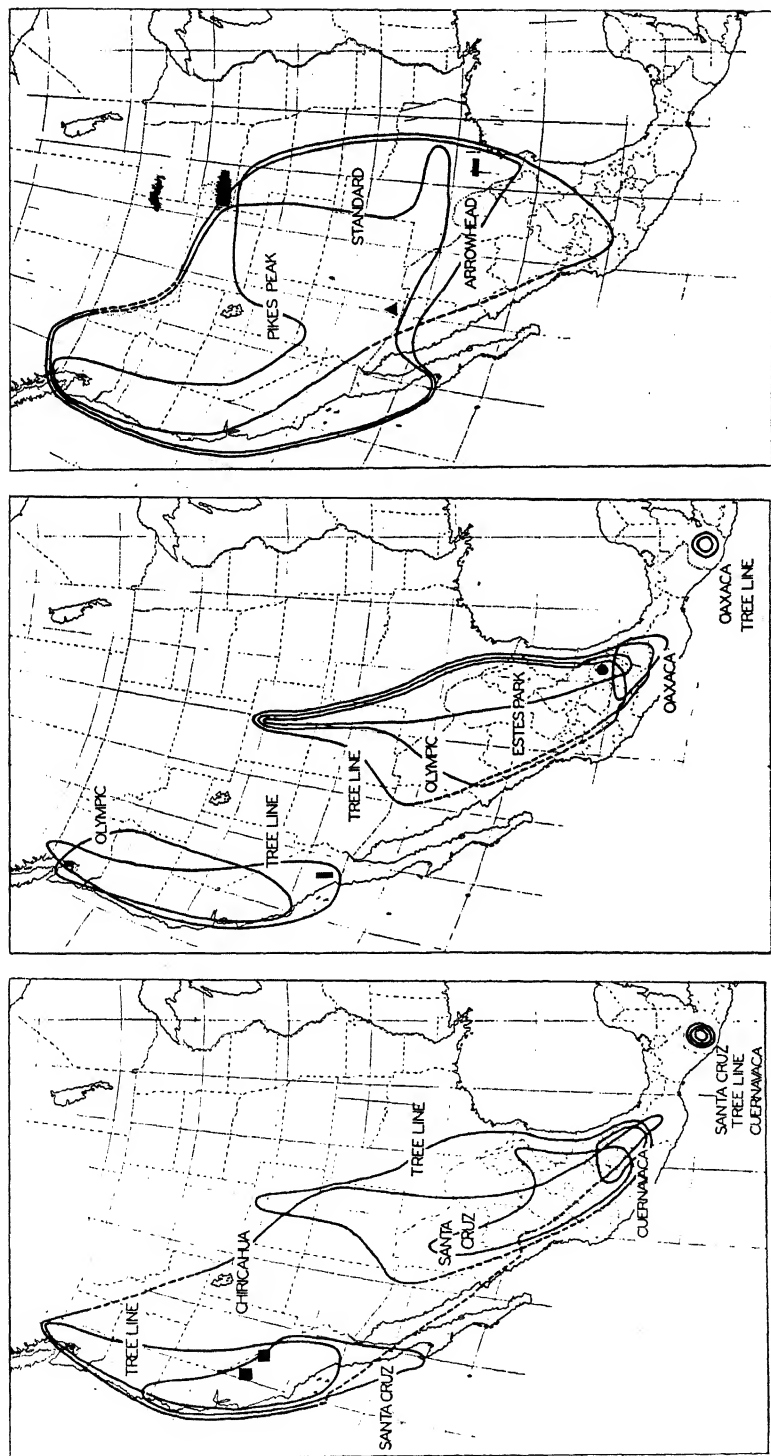 PIKES PEAK
STANDARD
ARROWHEAD
OLYMPIC
TREE LINE
TREE LINE
OLYMPIC
ESTES PARK
OAXACA
OAXACA
TREE LINE
TREE LINE
SANTA CRUZ
CHIRICAHUA
TREE LINE
SANTA
CRUZ
CUERNAVACA
SANTA CRUZ
TREE LINE
CUERNAVACA